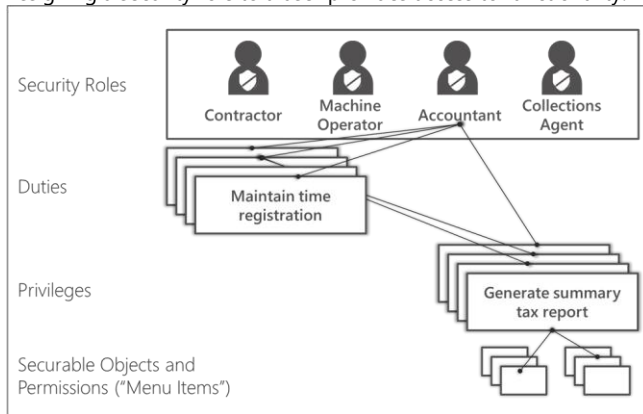 Security Roles
Contractor
Machine
Operator
Accountant
Collections
Agent
Duties
Maintain time
registration
Privileges
Generate summary
tax report
Securable Objects and
Permissions (“Menu Items”)